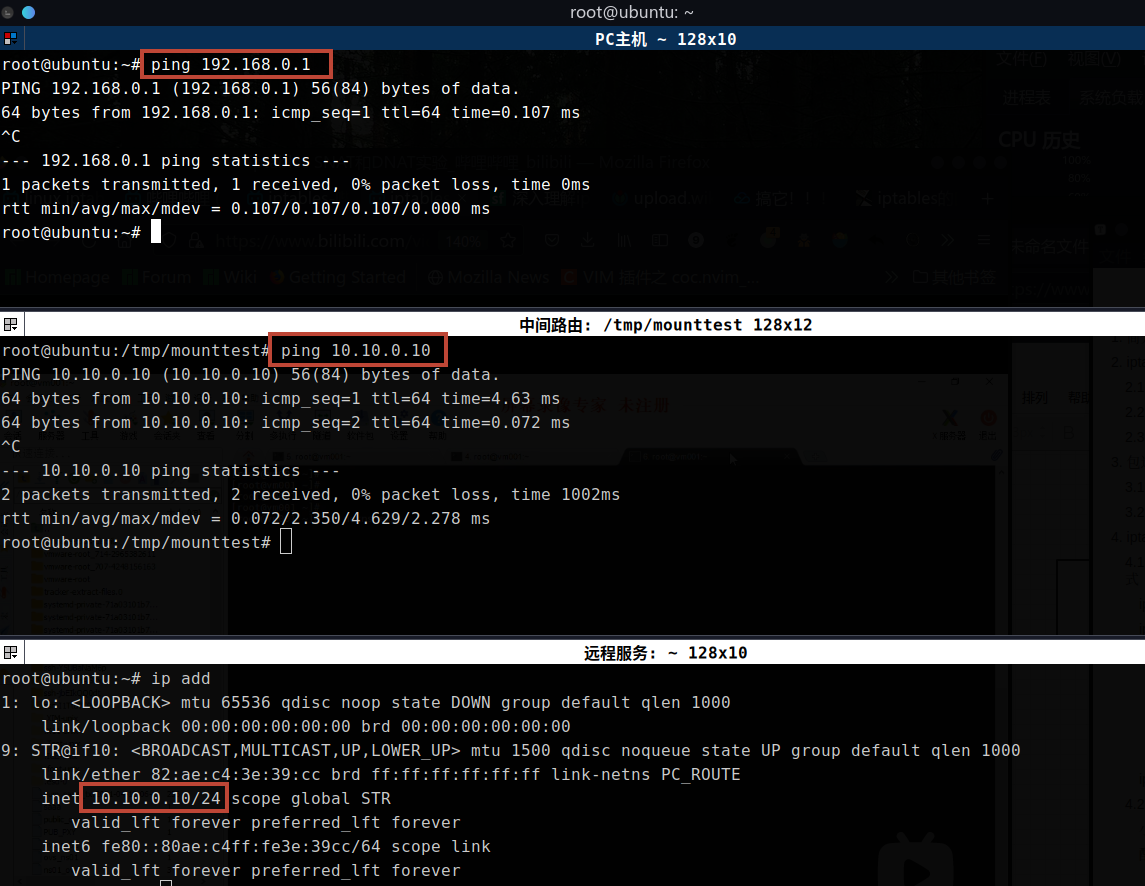 root@ubuntu: ~
PC主机 ~ 128x10
root@ubuntu:~# ping 192.168.0.1
PING 192.168.0.1 (192.168.0.1) 56(84) bytes of data.
64 bytes from 192.168.0.1: icmp_seq=1 ttl=64 time=0.107 ms
^C
--- 192.168.0.1 ping statistics ---
1 packets transmitted, 1 received, 0% packet loss, time 0ms
rtt min/avg/max/mdev = 0.107/0.107/0.107/0.000 ms
root@ubuntu:~#
中间路由: /tmp/mounttest 128x12
root@ubuntu:/tmp/mounttest# ping 10.10.0.10
PING 10.10.0.10 (10.10.0.10) 56(84) bytes of data.
64 bytes from 10.10.0.10: icmp_seq=1 ttl=64 time=4.63 ms
64 bytes from 10.10.0.10: icmp_seq=2 ttl=64 time=0.072 ms
^C
--- 10.10.0.10 ping statistics ---
2 packets transmitted, 2 received, 0% packet loss, time 1002ms
rtt min/avg/max/mdev = 0.072/2.350/4.629/2.278 ms
root@ubuntu:/tmp/mounttest#
远程服务: ~ 128x10
root@ubuntu:~# ip add
1: lo: <LOOPBACK> mtu 65536 qdisc noop state DOWN group default qlen 1000
link/loopback 00:00:00:00:00:00 brd 00:00:00:00:00:00
9: STR@if10: <BROADCAST,MULTICAST,UP,LOWER_UP> mtu 1500 qdisc noqueue state UP group default qlen 1000
link/ether 82:ae:c4:3e:39:cc brd ff:ff:ff:ff:ff:ff link-netns PC_ROUTE
inet 10.10.0.10/24 scope global STR
valid_lft forever preferred_lft forever
inet6 fe80::80ae:c4ff:fe3e:39cc/64 scope link
valid_lft forever preferred_lft forever